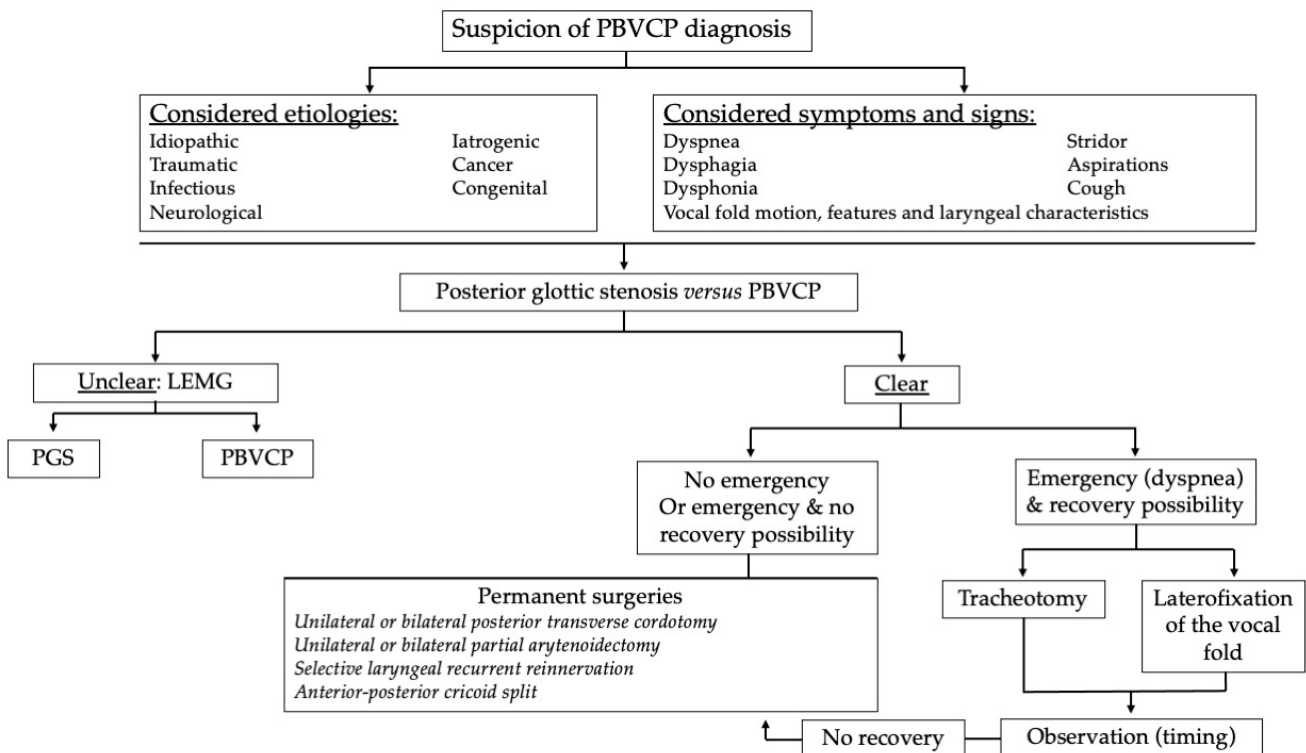 Suspicion of PBVCP diagnosis
Considered etiologies:
Idiopathic Iatrogenic
Traumatic Cancer
Infectious Congenital
Neurological
Considered symptoms and signs:
Dyspnea Stridor
Dysphagia Aspirations
Dysphonia Cough
Vocal fold motion, features and laryngeal characteristics
Posterior glottic stenosis versus PBVCP
Unclear: LEMG
Clear
PGS
PBVCP
No emergency
Or emergency & no
recovery possibility
Emergency (dyspnea)
& recovery possibility
Permanent surgeries
Unilateral or bilateral posterior transverse cordotomy
Unilateral or bilateral partial arytenoidectomy
Selective laryngeal recurrent reinnervation
Anterior-posterior cricoid split
Tracheotomy
Laterofixation
of the vocal
fold
No recovery
Observation (timing)